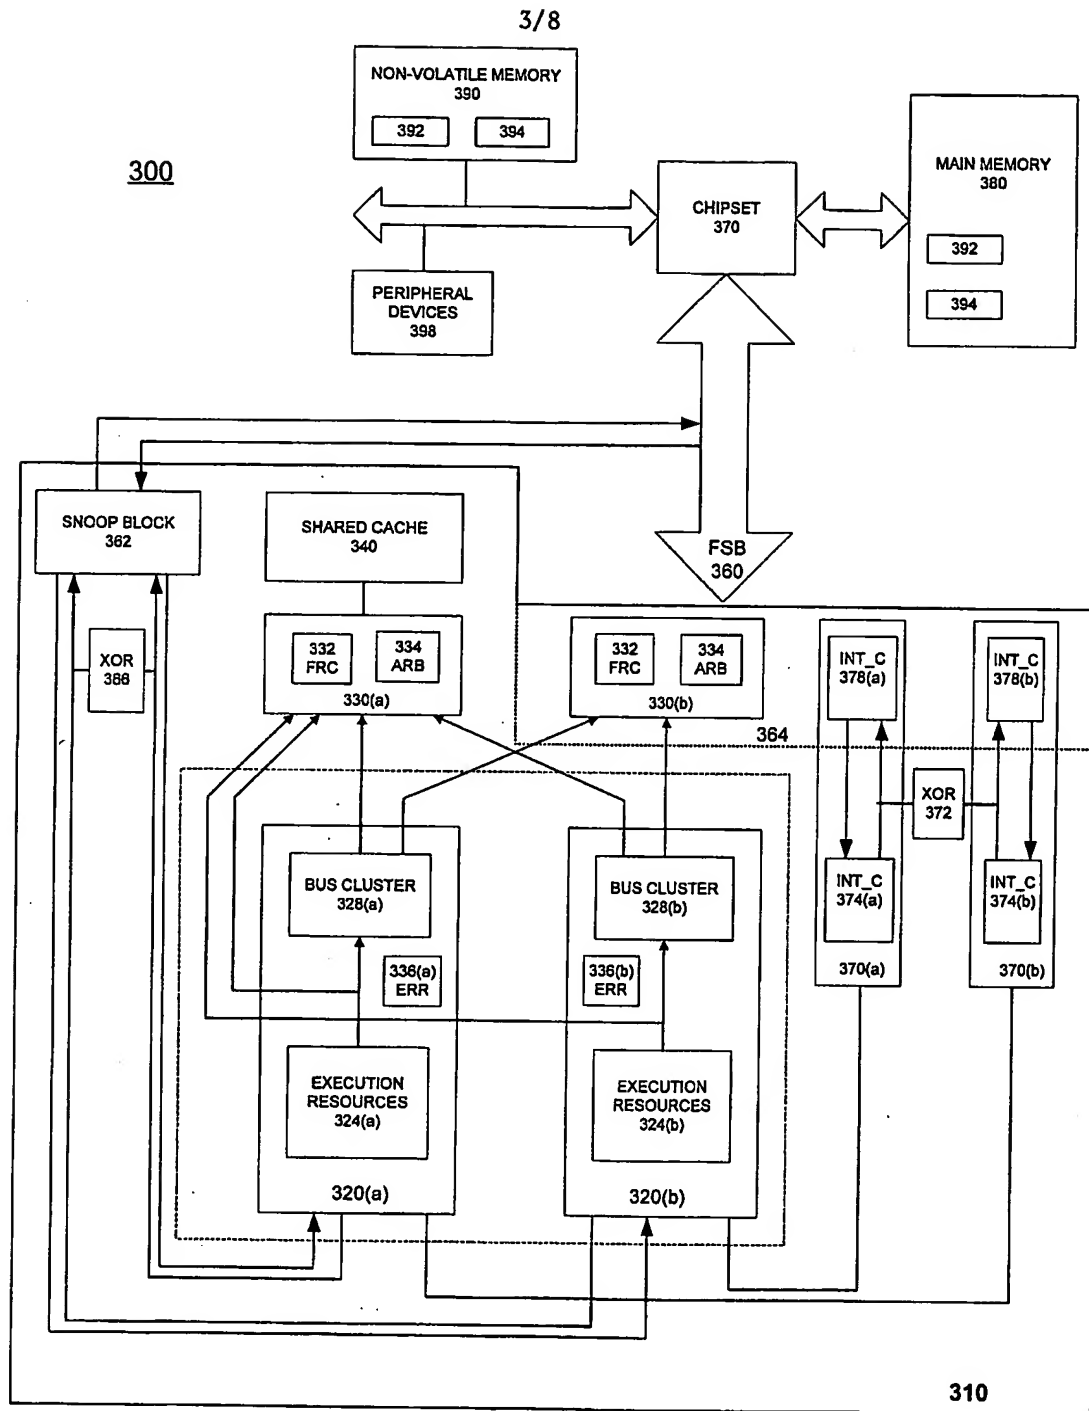 3/8
NON-VOLATILE MEMORY
390
392
394
300
CHIPSET
370
MAIN MEMORY
380
392
394
PERIPHERAL
DEVICES
398
SNOOP BLOCK
362
SHARED CACHE
340
FSB
360
XOR
366
332
FRC
334
ARB
330(a)
332
FRC
334
ARB
330(b)
364
INT_C
378(a)
INT_C
378(b)
XOR
372
INT_C
374(a)
INT_C
374(b)
370(a)
370(b)
BUS CLUSTER
328(a)
BUS CLUSTER
328(b)
336(a)
ERR
336(b)
ERR
EXECUTION
RESOURCES
324(a)
EXECUTION
RESOURCES
324(b)
320(a)
320(b)
310